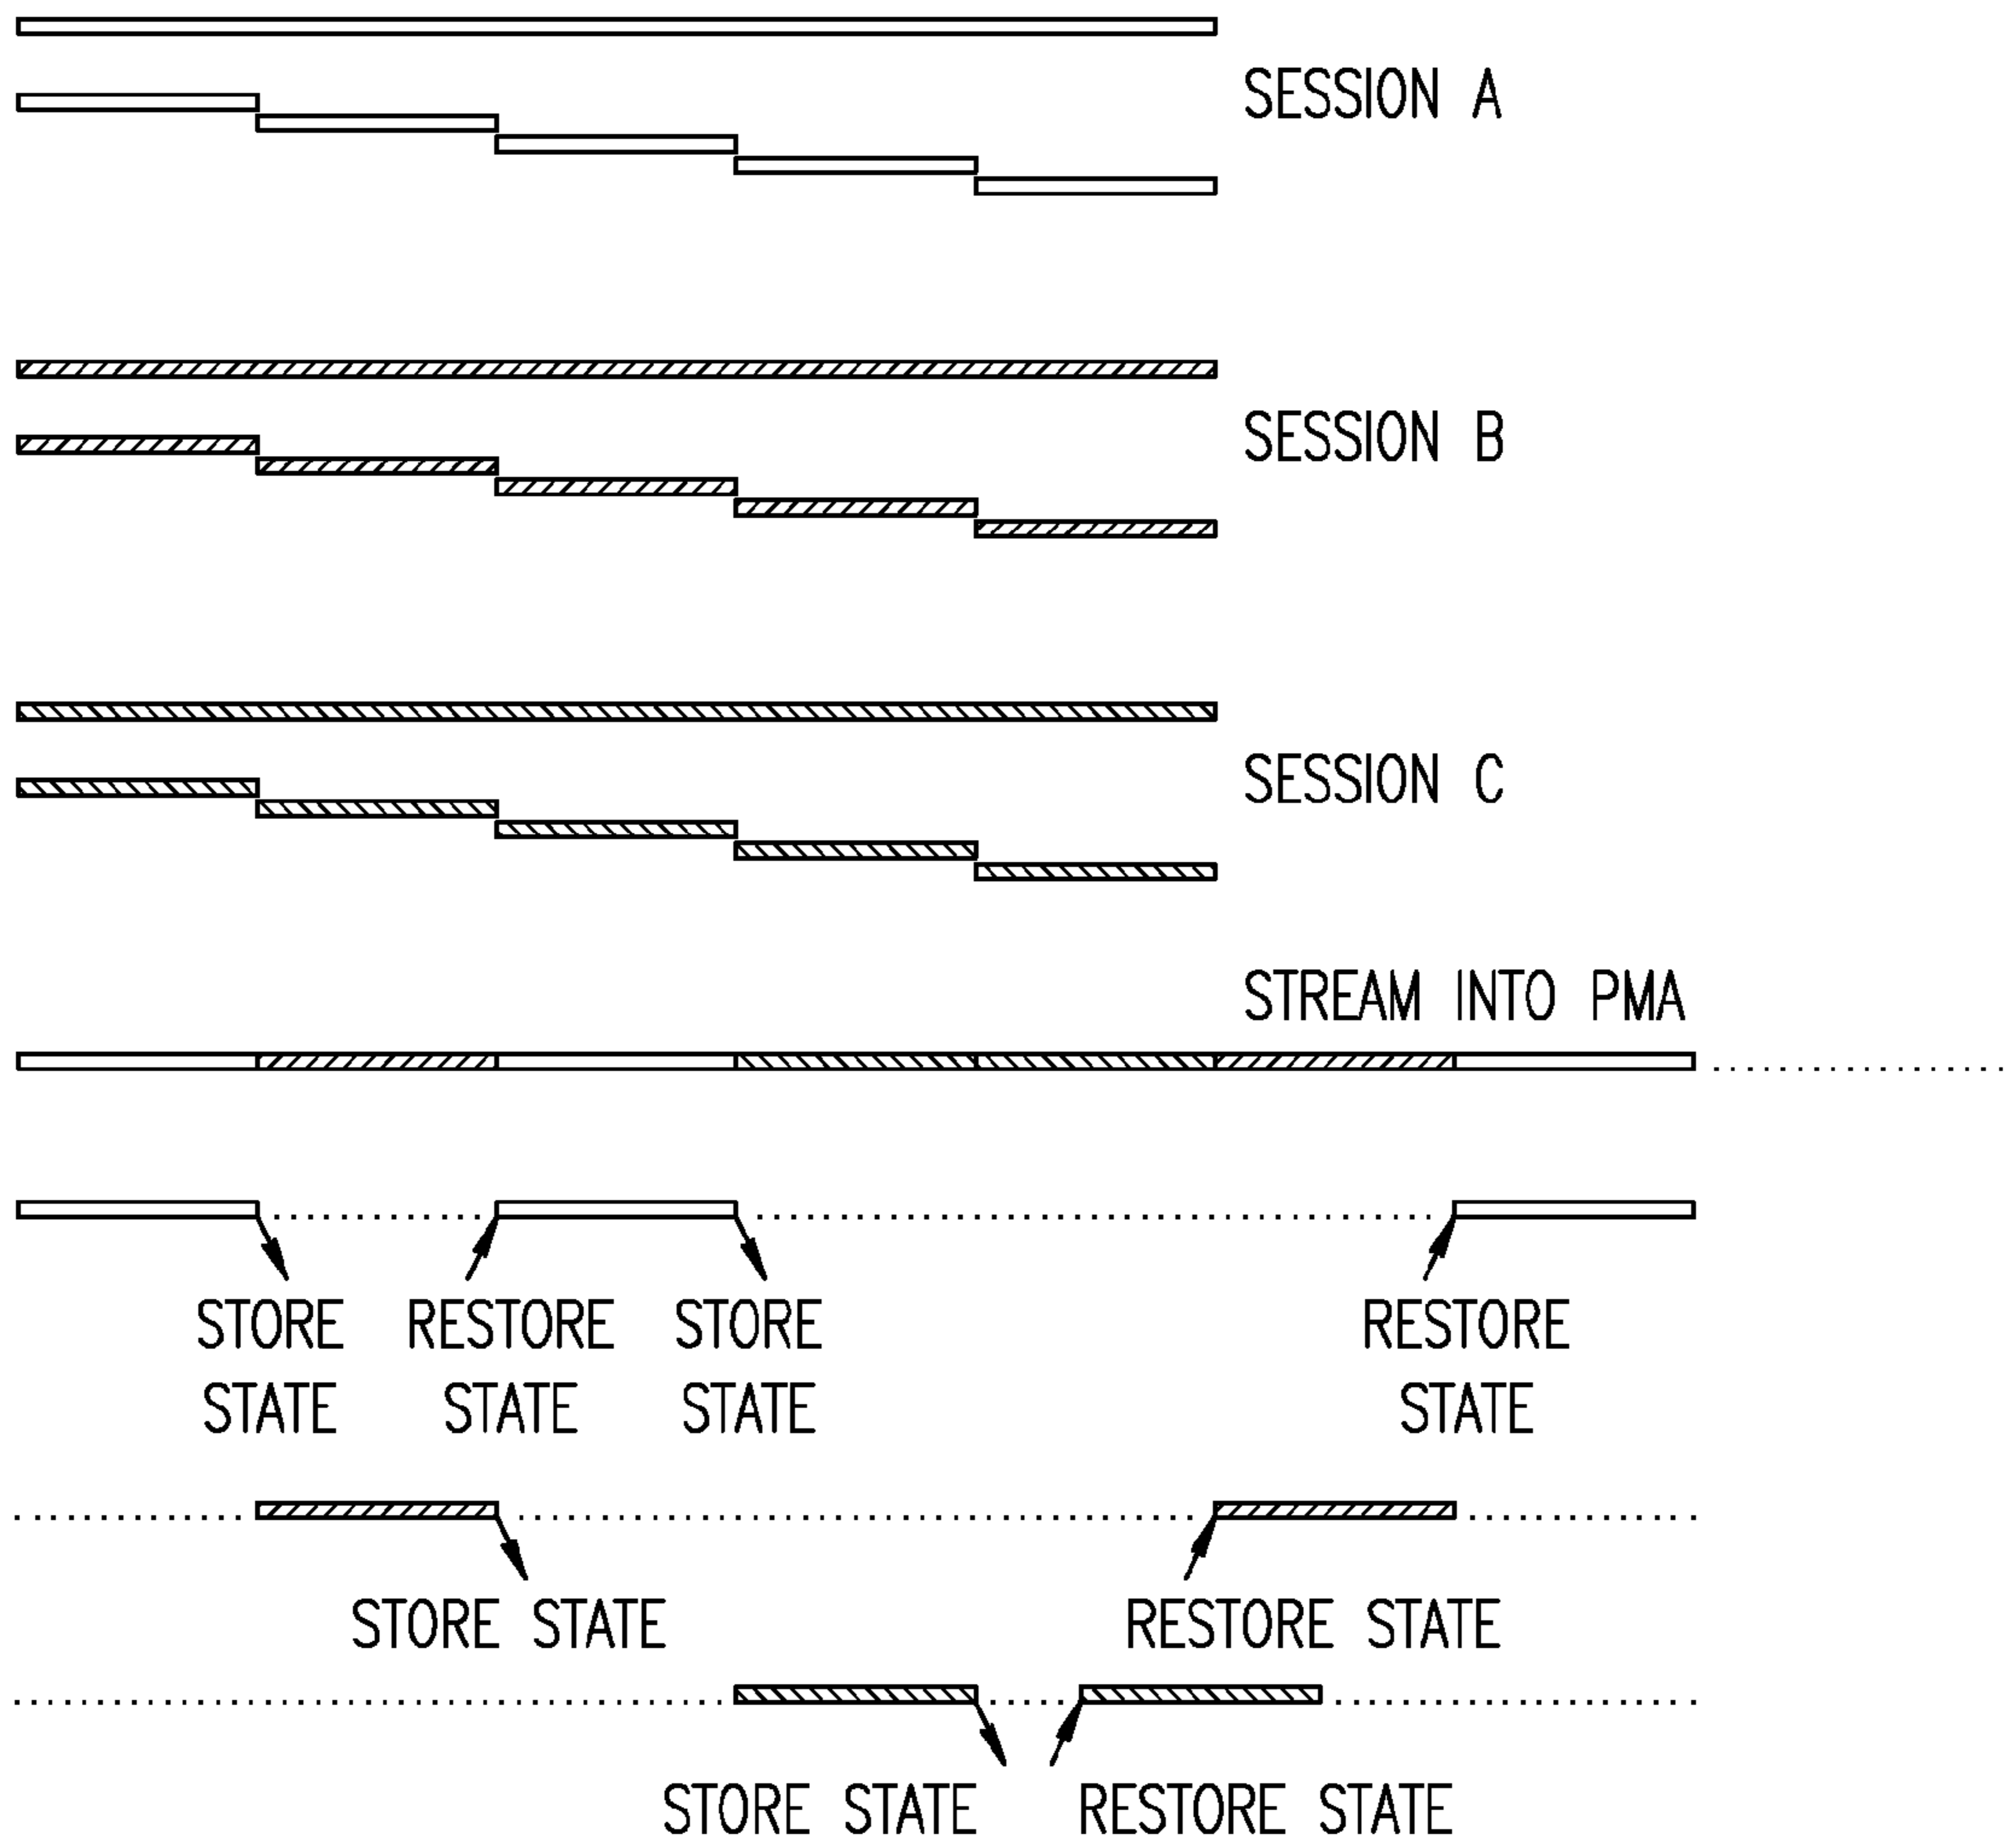 SESSION A
SESSION B
SESSION C
STREAM INTO PMA
STORE RESTORE STORE RESTORE
STATE STATE STATE STATE
STORE STATE RESTORE STATE
STORE STATE RESTORE STATE